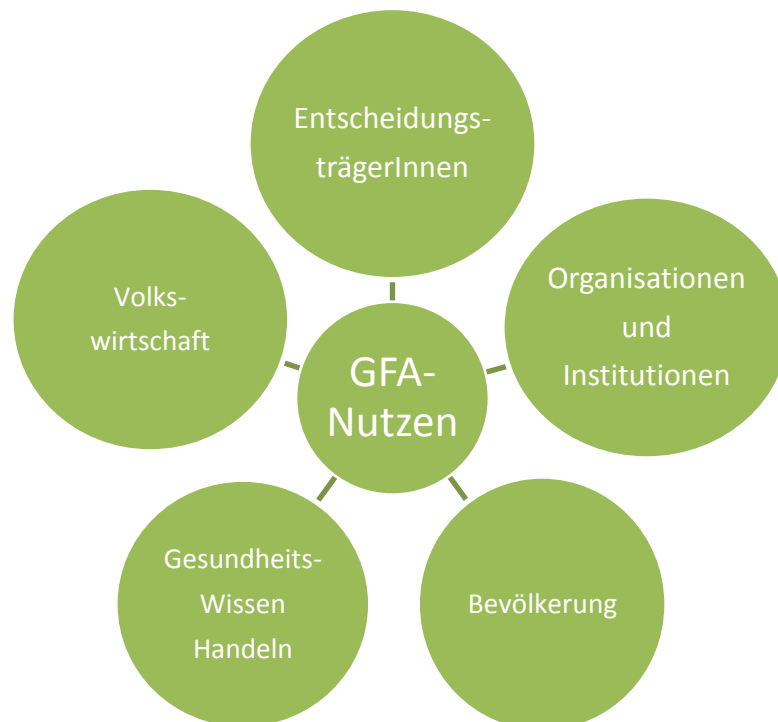 Entscheidungs-
trägerInnen
Organisationen
und
Institutionen
Volks-
wirtschaft
GFA-
Nutzen
Gesundheits-
Wissen
Handeln
Bevölkerung